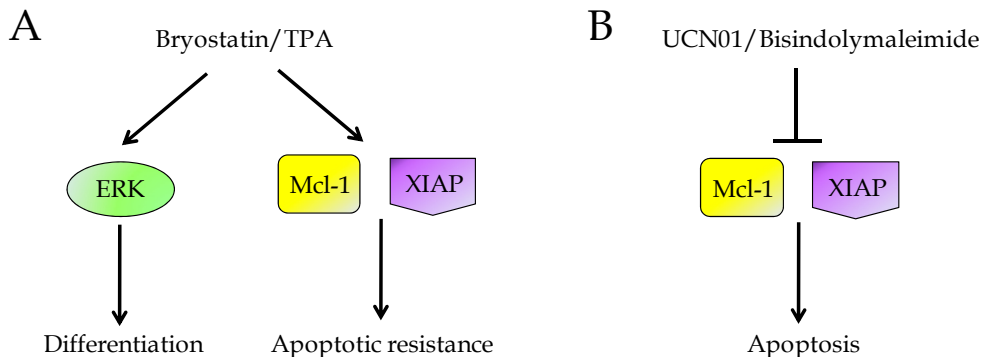 A
Bryostatin/TPA
ERK
Mcl-1
XIAP
Differentiation
Apoptotic resistance
B
UCN01/Bisindolymaleimide
Mcl-1
XIAP
Apoptosis